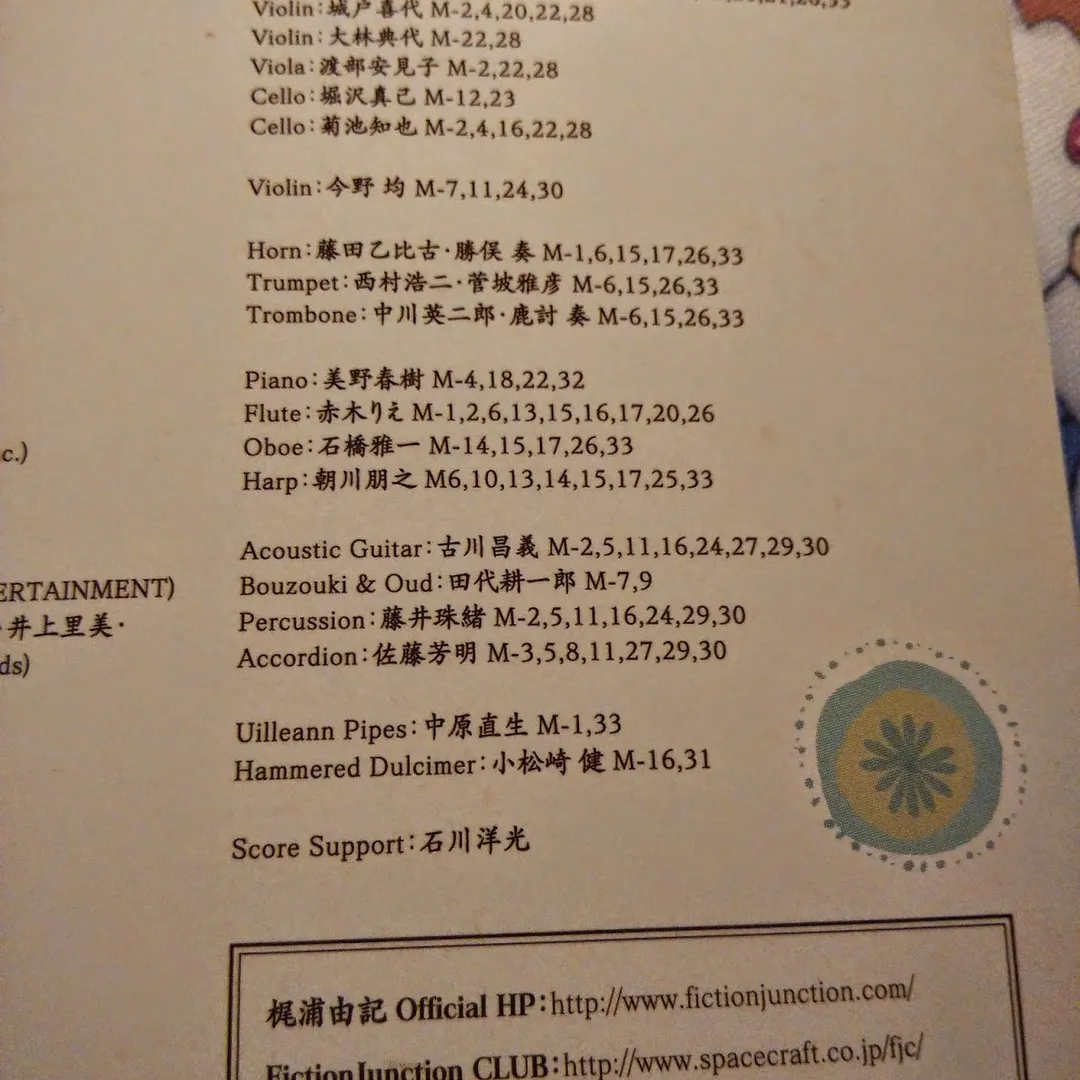 Violin:城戸喜代 M-2,4,20,22,28
Violin:大林典代 M-22,28
Viola:渡部安見子 M-2,22,28
Cello:堀沢真己 M-12,23
Cello:菊池知也 M-2,4,16,22,28
Violin:今野 均 M-7,11,24,30
Horn:藤田乙比古·勝俣 奏 M-1,6,15,17,26,33
Trumpet:西村浩二·菅坡雅彦 M-6,15,26,33
Trombone:中川英二郎·鹿討 奏 M-6,15,26,33
Piano:美野春樹 M-4,18,22,32
Flute:赤木りえ M-1,2,6,13,15,16,17,20,26
Oboe:石橋雅一 M-14,15,17,26,33
c.)
Harp:朝川朋之 M6,10,13,14,15,17,25,33
Acoustic Guitar:古川昌義 M-2,5,11,16,24,27,29,30
ERTAINMENT)
Bouzouki & Oud:田代耕一郎 M-7,9
·井上里美·
Percussion:藤井珠緒 M-2,5,11,16,24,29,30
ds)
Accordion:佐藤芳明 M-3,5,8,11,27,29,30
Uilleann Pipes:中原直生 M-1,33
Hammered Dulcimer:小松崎 健 M-16,31
Score Support:石川洋光
梶浦由記 Official HP:http://www.fictionjunction.com/
FictionJunction CLUB:http://www.spacecraft.co.jp/fjc/